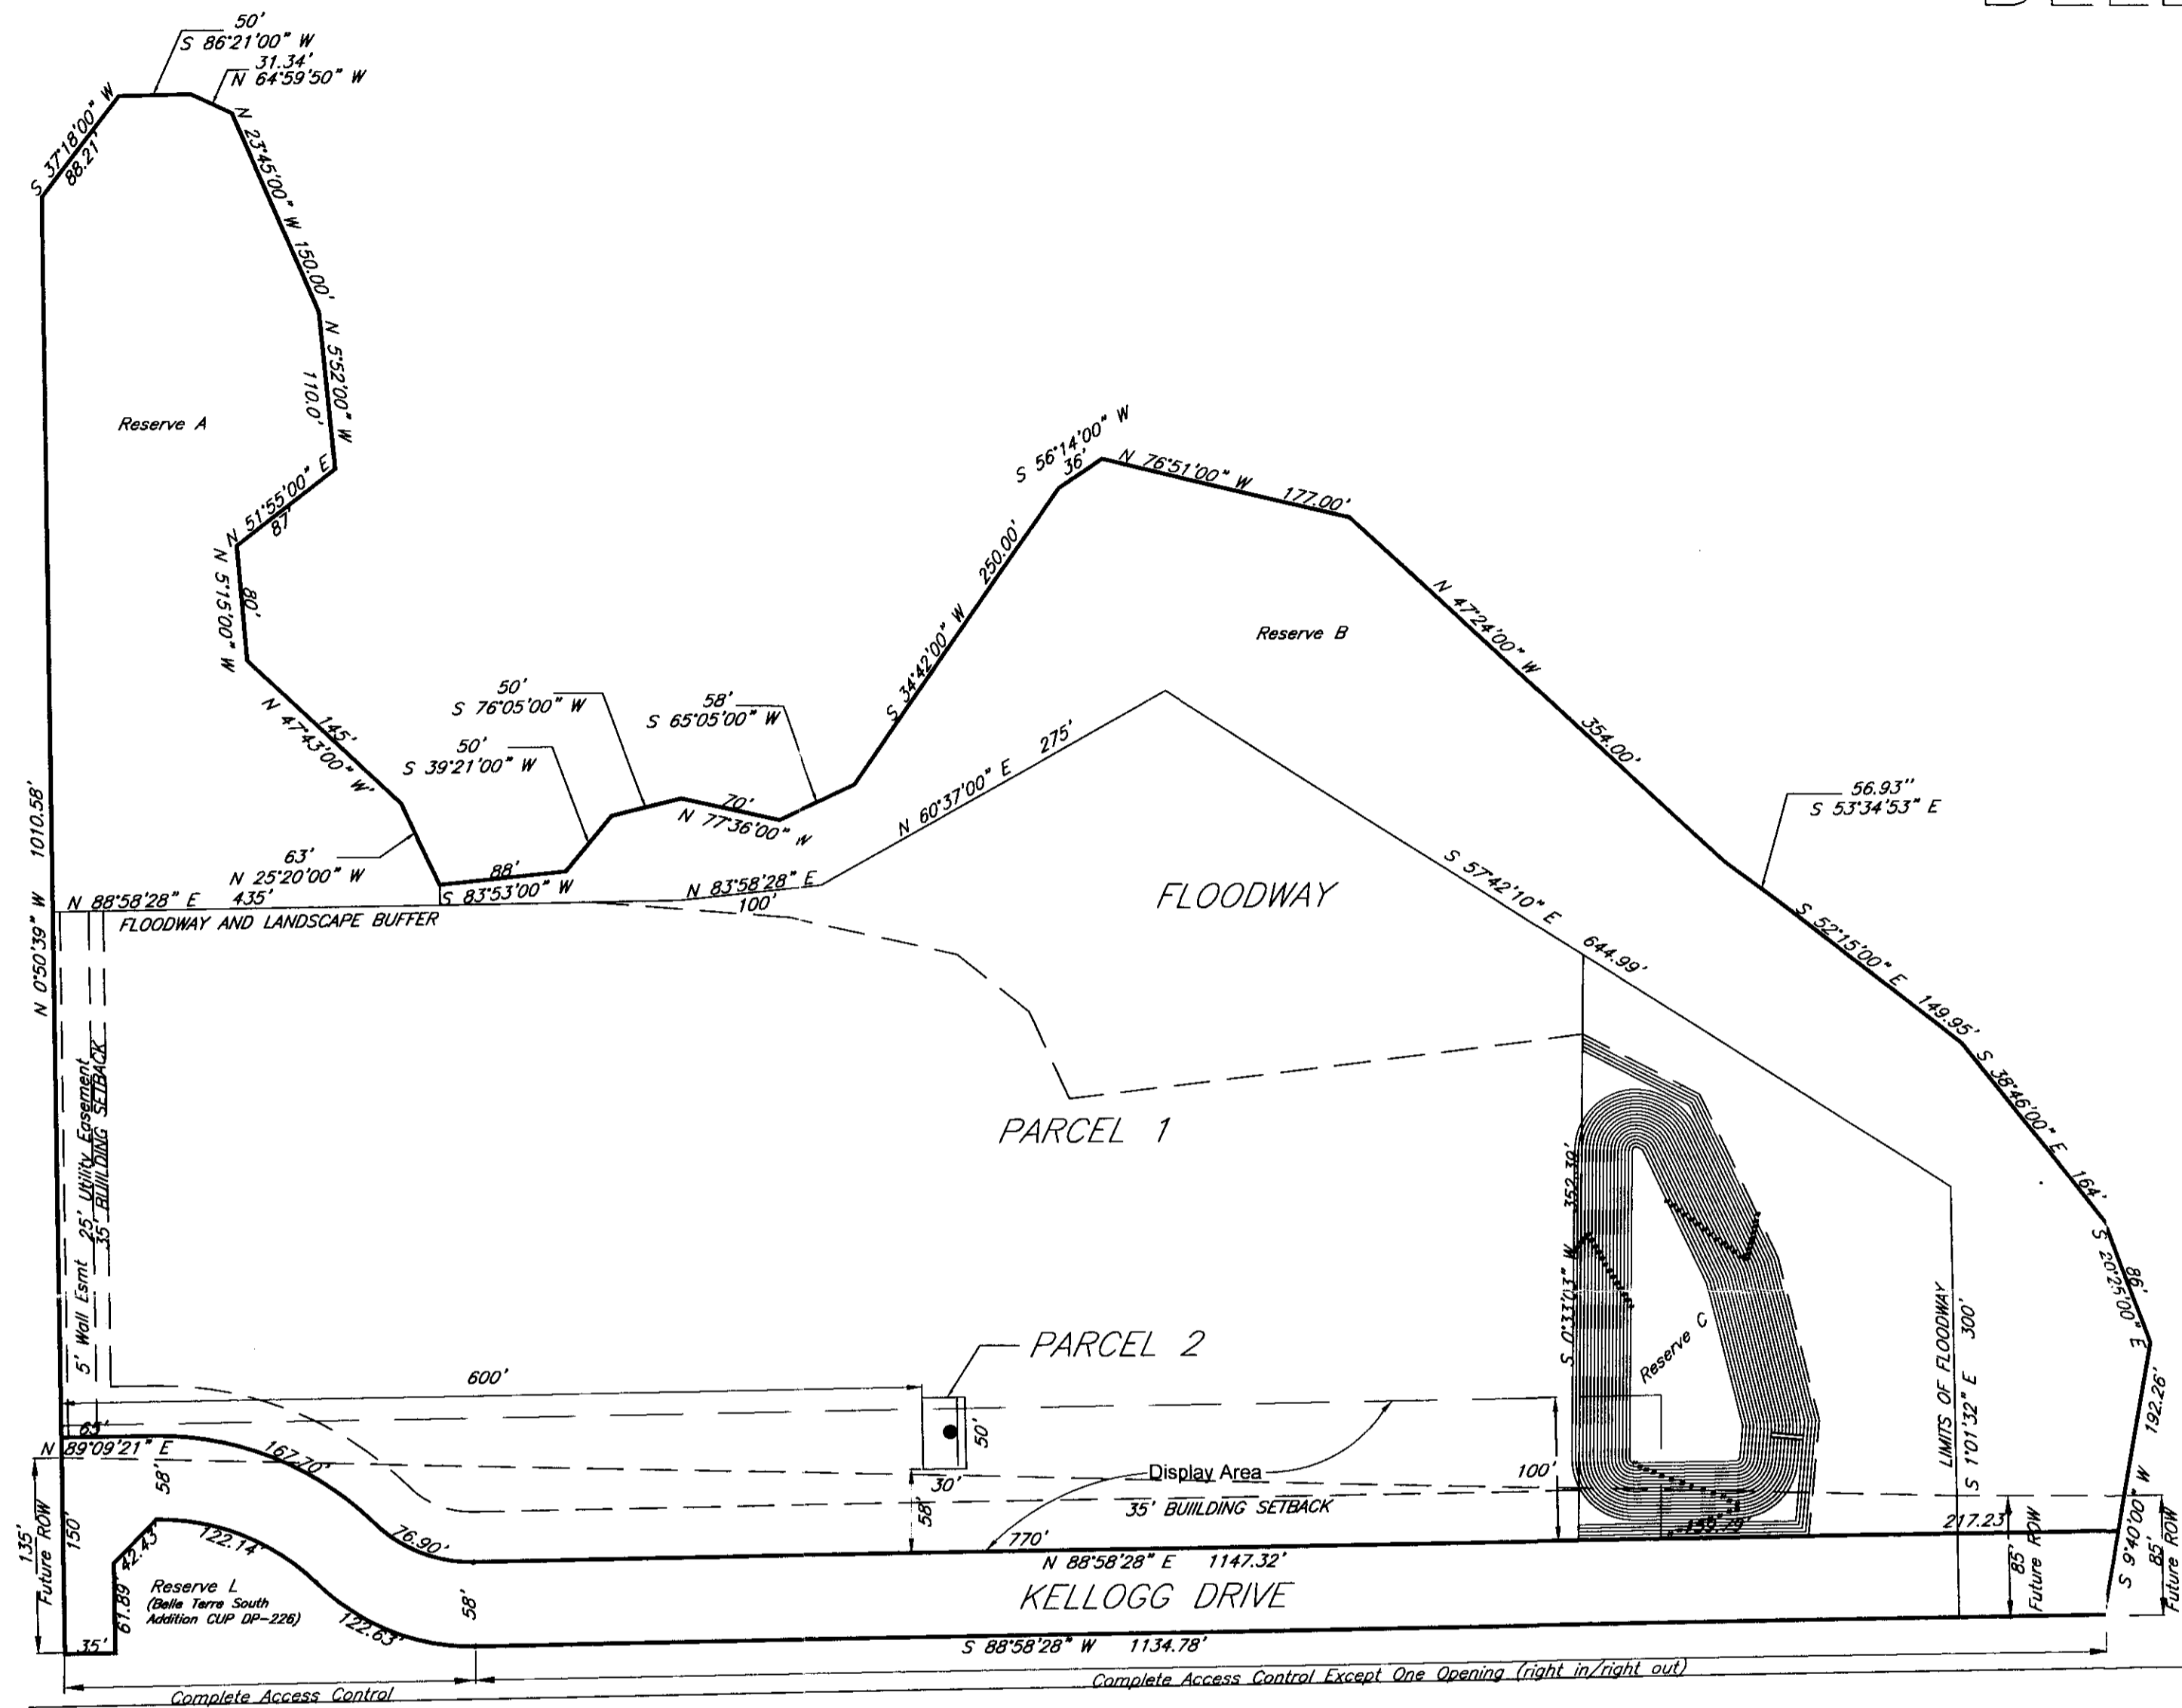 50'
S 86°21'00" W
31.34'
N 64°59'50" W
S 37°18'00" W
88.21'
N 23°45'00" W 150.00'
N 5°52'00" W
110.0'
Reserve A
N 51°55'00" E
87'
N 5°15'00" W
80'
N 47°43'00" W'
145'
63'
N 25°20'00" W
50'
S 76°05'00" W
50'
S 39°21'00" W
58'
S 65°05'00" W
88'
S 83°53'00" W
70'
N 77°36'00" W
S 34°42'00" W 250.00'
S 56°14'00" W
36'
N 76°51'00" W 177.00'
Reserve B
N 47°24'00" W 354.00'
56.93''
S 53°34'53" E
S 52°15'00" E 149.95'
S 38°46'00" E 164'
S 20°25'00" E
86'
S 9°40'00" W 192.26'
N 0°50'39" W 1010.58'
N 88°58'28" E 435'
FLOODWAY AND LANDSCAPE BUFFER
N 83°58'28" E
100'
N 60°37'00" E 275'
FLOODWAY
S 57°42'10" E 644.99'
PARCEL 1
5' Wall Esmt 25' Utility Easement
35' BUILDING SETBACK
S 0°33'03" W 352.39'
Reserve C
LIMITS OF FLOODWAY
S 1°01'32" E 300'
PARCEL 2
600'
50'
30'
58'
Display Area
100'
35' BUIILDING SETBACK
65'
N 89°09'21" E
167.70'
58'
76.90'
770'
N 88°58'28" E 1147.32'
217.23'
KELLOGG DRIVE
135'
Future ROW
150'
42.43'
122.14'
61.89'
Reserve L
(Belle Terre South
Addition CUP DP-226)
35'
122.63'
58'
85'
Future ROW
85'
Future ROW
S 88°58'28" W 1134.78'
Complete Access Control
Complete Access Control Except One Opening (right in/right out)